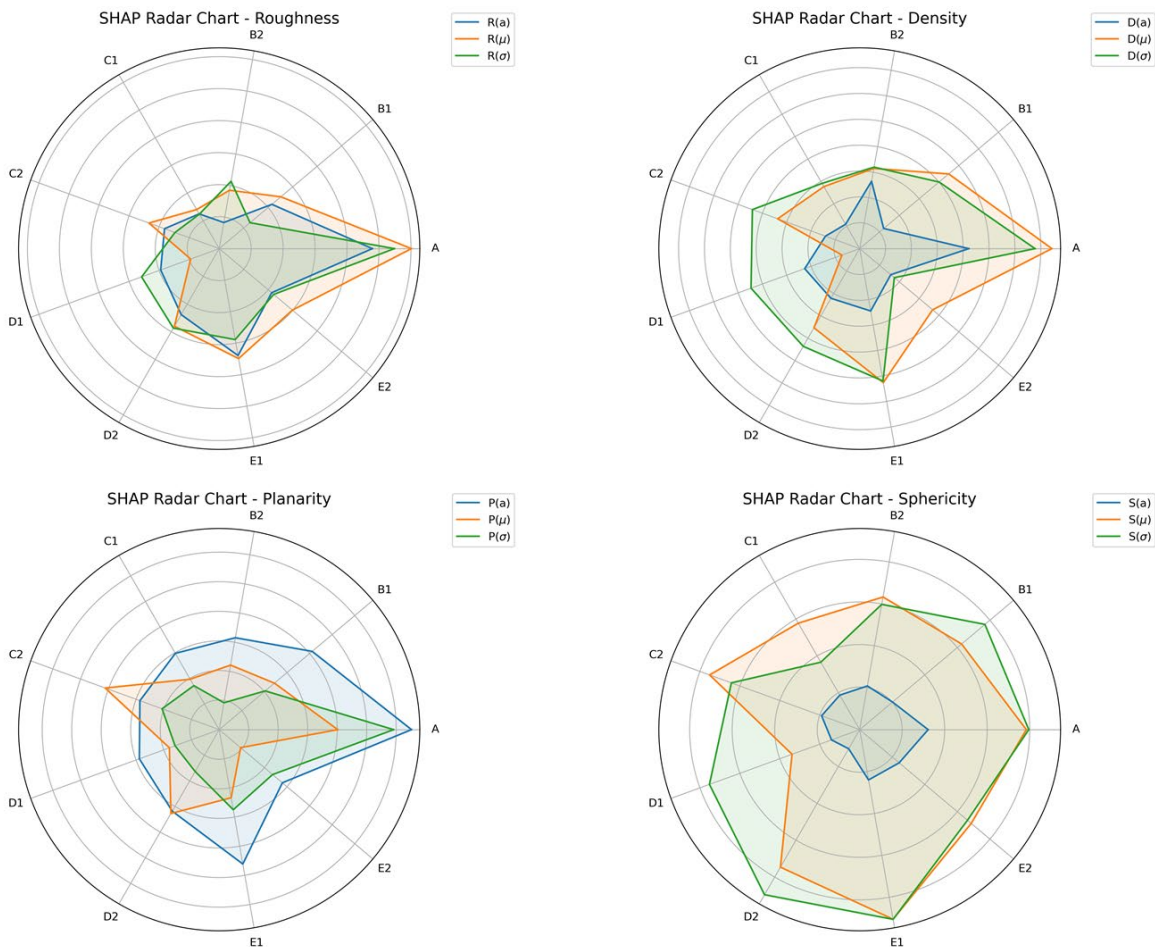 SHAP Radar Chart - Roughness
R(a)
R(μ)
R(σ)
B2
C1
B1
C2
A
D1
E2
D2
E1
SHAP Radar Chart - Density
D(a)
D(μ)
D(σ)
B2
C1
B1
C2
A
D1
E2
D2
E1
SHAP Radar Chart - Planarity
P(a)
P(μ)
P(σ)
B2
C1
B1
C2
A
D1
E2
D2
E1
SHAP Radar Chart - Sphericity
S(a)
S(μ)
S(σ)
B2
C1
B1
C2
A
D1
E2
D2
E1